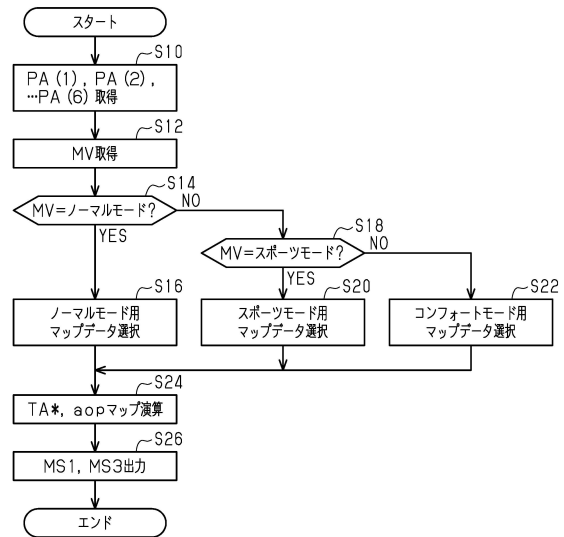 スタート
S10
PA(1), PA(2),
…PA(6)取得
S12
MV取得
S14
MV=ノーマルモード?
NO
YES
S18
MV=スポーツモード?
NO
YES
S16
ノーマルモード用
マップデータ選択
S20
スポーツモード用
マップデータ選択
S22
コンフォートモード用
マップデータ選択
S24
TA*, aopマップ演算
S26
MS1, MS3出力
エンド